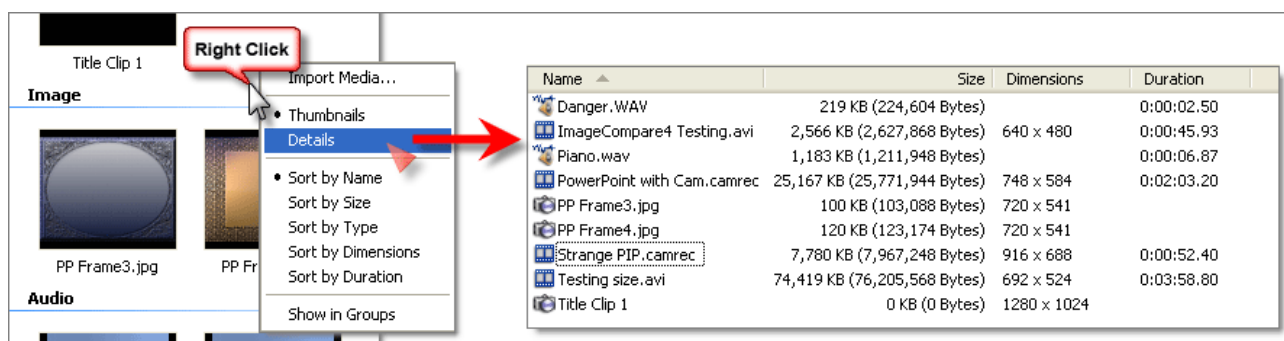 Title Clip 1
Right Click
Image
PP Frame3.jpg
PP Fr
Audio
Import Media...
Thumbnails
Details
Sort by Name
Sort by Size
Sort by Type
Sort by Dimensions
Sort by Duration
Show in Groups
Name Size Dimensions Duration
Danger.WAV 219 KB (224,604 Bytes) 0:00:02.50
ImageCompare4 Testing.avi 2,566 KB (2,627,868 Bytes) 640 x 480 0:00:45.93
Piano.wav 1,183 KB (1,211,948 Bytes) 0:00:06.87
PowerPoint with Cam.camrec 25,167 KB (25,771,944 Bytes) 748 x 584 0:02:03.20
PP Frame3.jpg 100 KB (103,088 Bytes) 720 x 541
PP Frame4.jpg 120 KB (123,174 Bytes) 720 x 541
Strange PIP.camrec 7,780 KB (7,967,248 Bytes) 916 x 688 0:00:52.40
Testing size.avi 74,419 KB (76,205,568 Bytes) 692 x 524 0:03:58.80
Title Clip 1 0 KB (0 Bytes) 1280 x 1024